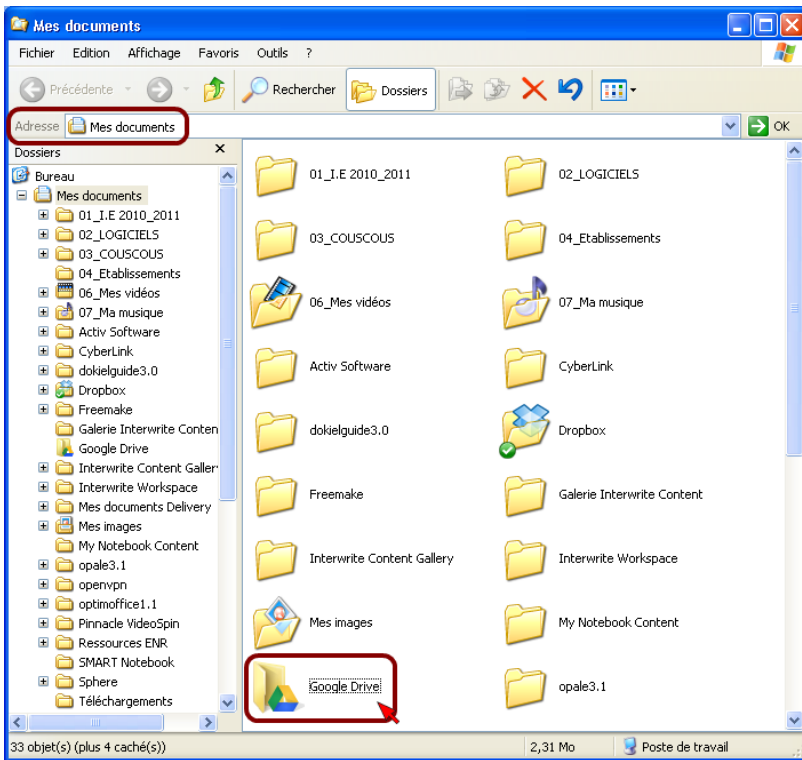 Mes documents
Fichier Edition Affichage Favoris Outils ?
Précédente Rechercher Dossiers
Adresse Mes documents OK
Dossiers
Bureau
Mes documents
01_I.E 2010_2011
02_LOGICIELS
03_COUSCOUS
04_Etablissements
06_Mes vidéos
07_Ma musique
Activ Software
CyberLink
dokielguide3.0
Dropbox
Freemake
Galerie Interwrite Conten
Google Drive
Interwrite Content Galler
Interwrite Workspace
Mes documents Delivery
Mes images
My Notebook Content
opale3.1
openvpn
optimoffice1.1
Pinnacle VideoSpin
Ressources ENR
SMART Notebook
Sphere
Téléchargements
01_I.E 2010_2011 02_LOGICIELS
03_COUSCOUS 04_Etablissements
06_Mes vidéos 07_Ma musique
Activ Software CyberLink
dokielguide3.0 Dropbox
Freemake Galerie Interwrite Content
Interwrite Content Gallery Interwrite Workspace
Mes images My Notebook Content
Google Drive opale3.1
33 objet(s) (plus 4 caché(s)) 2,31 Mo Poste de travail